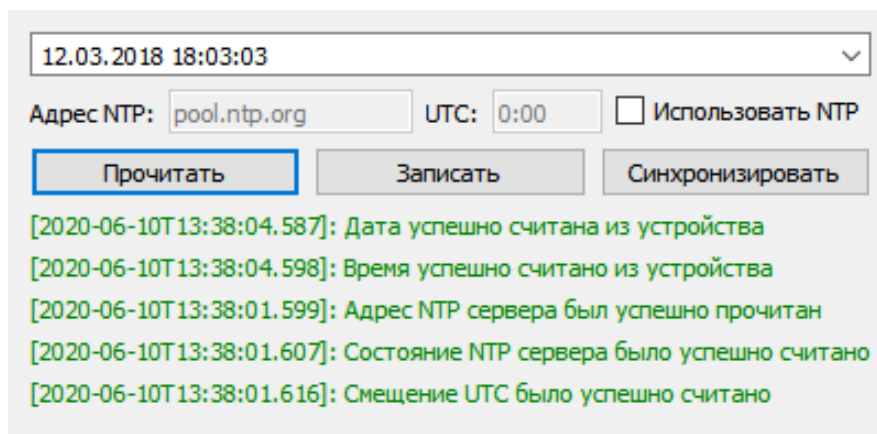 12.03.2018 18:03:03
Адрес NTP: pool.ntp.org UTC: 0:00 Использовать NTP
Прочитать Записать Синхронизировать
[2020-06-10T13:38:04.587]: Дата успешно считана из устройства
[2020-06-10T13:38:04.598]: Время успешно считано из устройства
[2020-06-10T13:38:01.599]: Адрес NTP сервера был успешно прочитан
[2020-06-10T13:38:01.607]: Состояние NTP сервера было успешно считано
[2020-06-10T13:38:01.616]: Смещение UTC было успешно считано